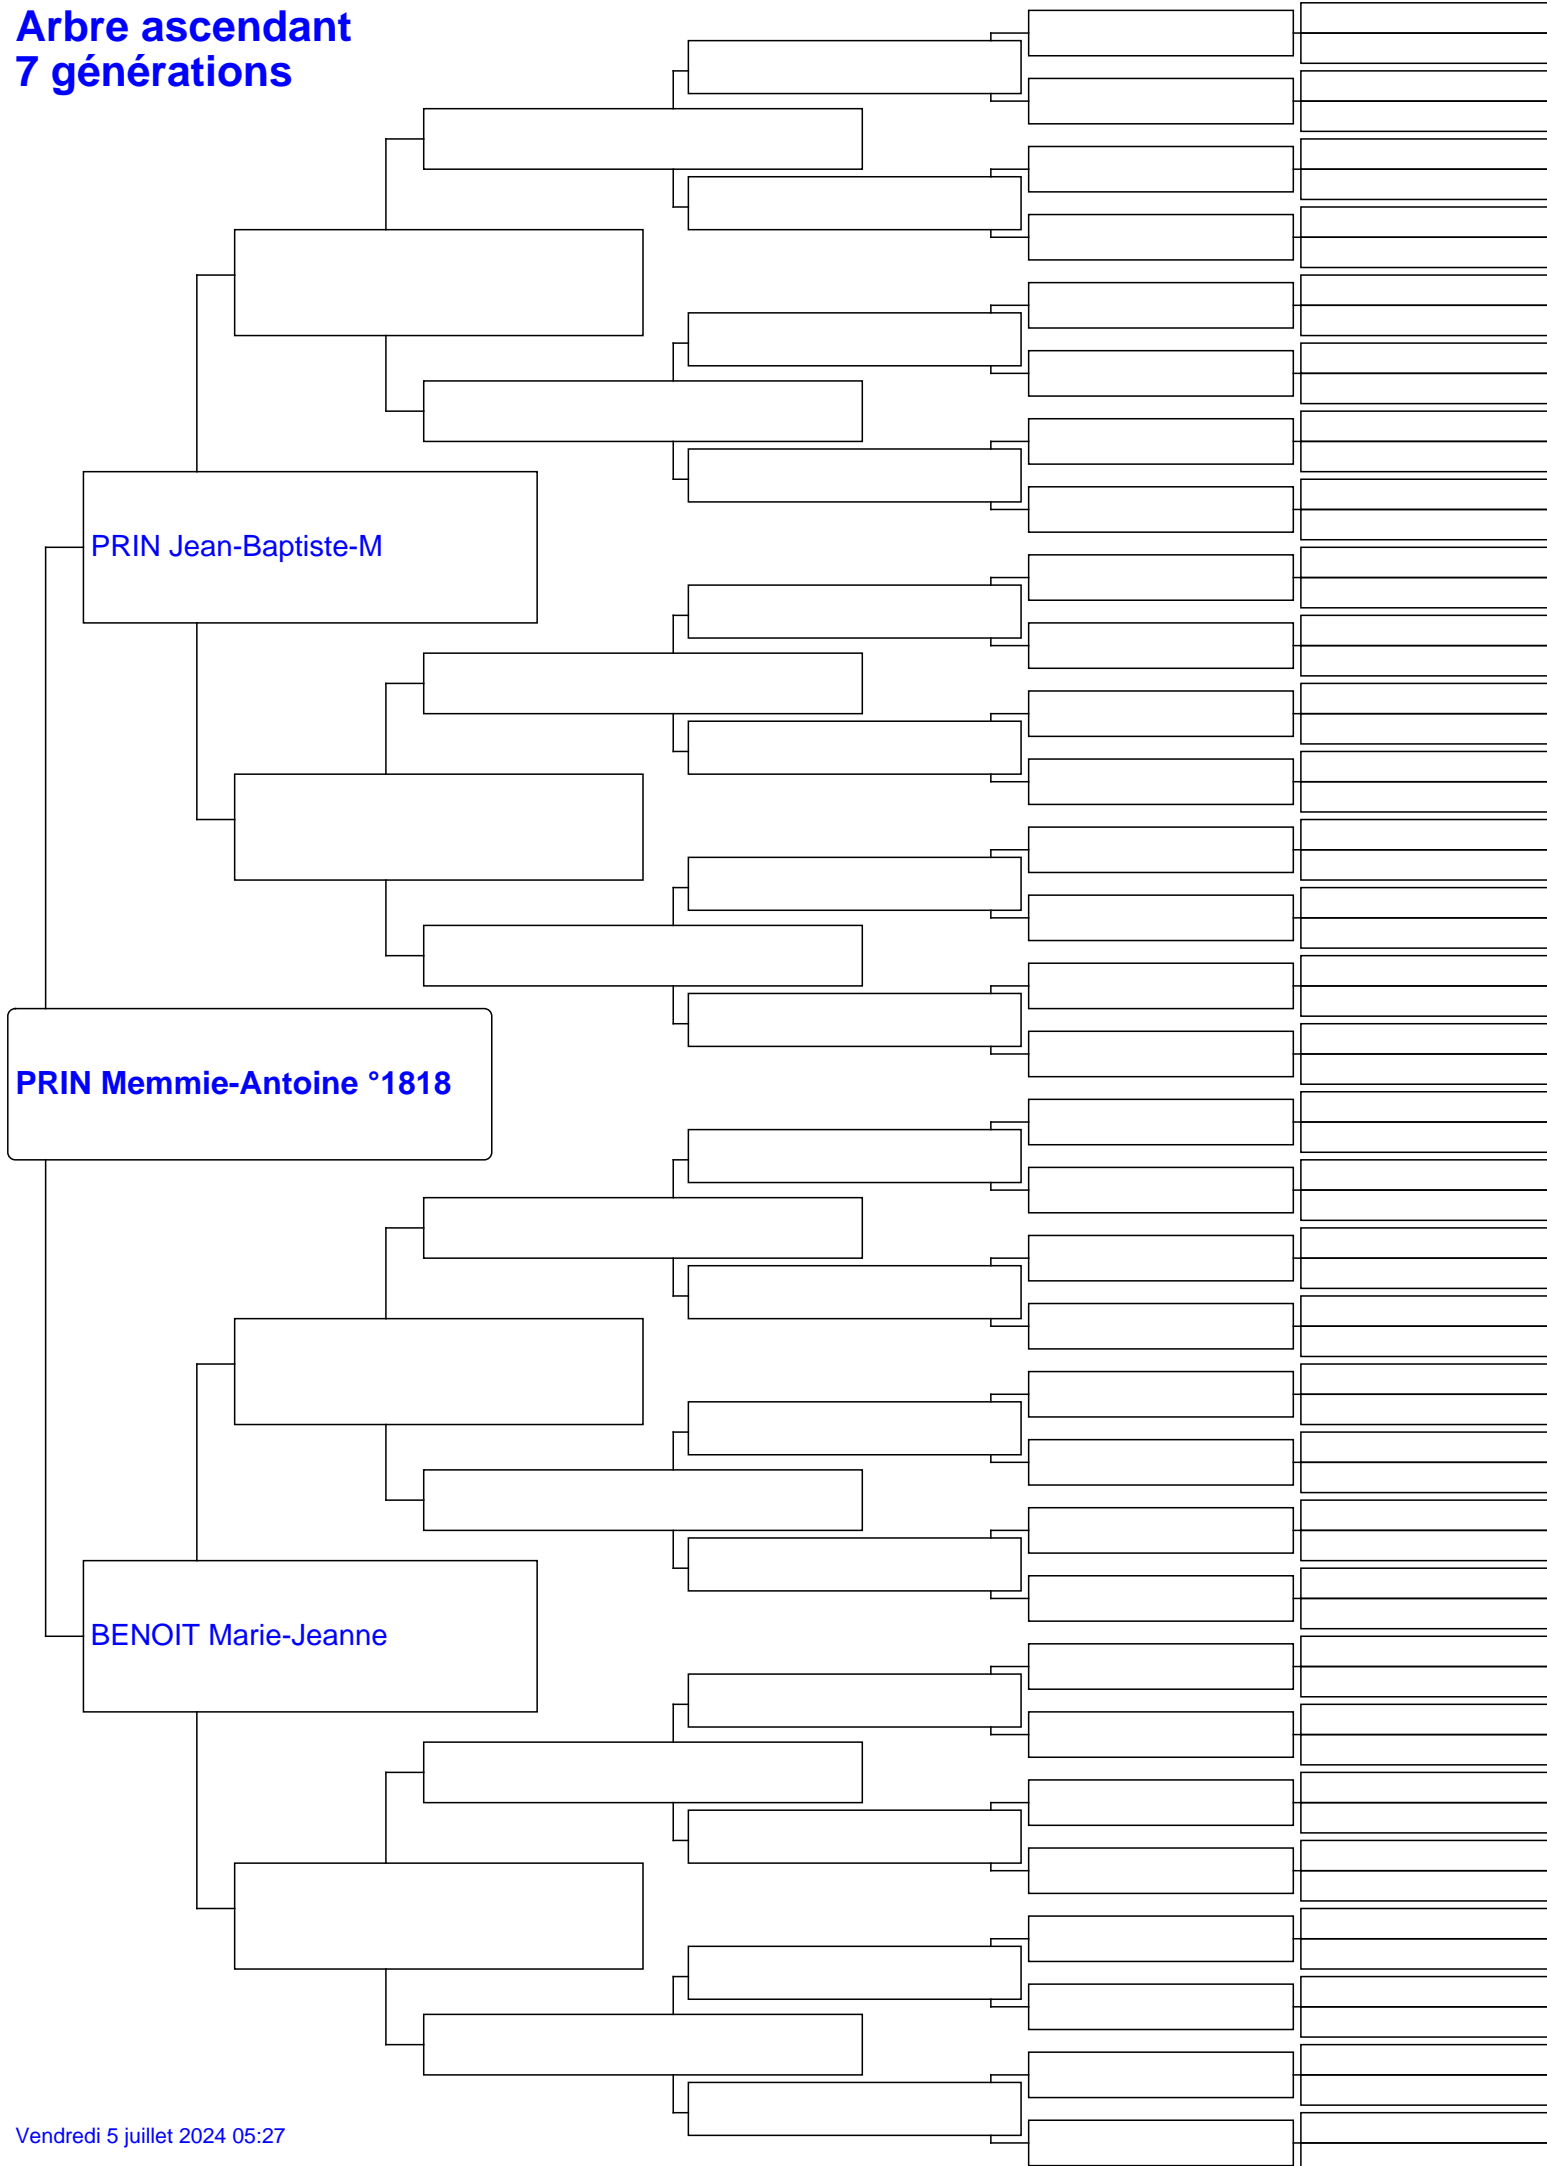 Arbre ascendant
7 générations
PRIN Jean-Baptiste-M
PRIN Memmie-Antoine °1818
BENOIT Marie-Jeanne
Vendredi 5 juillet 2024 05:27